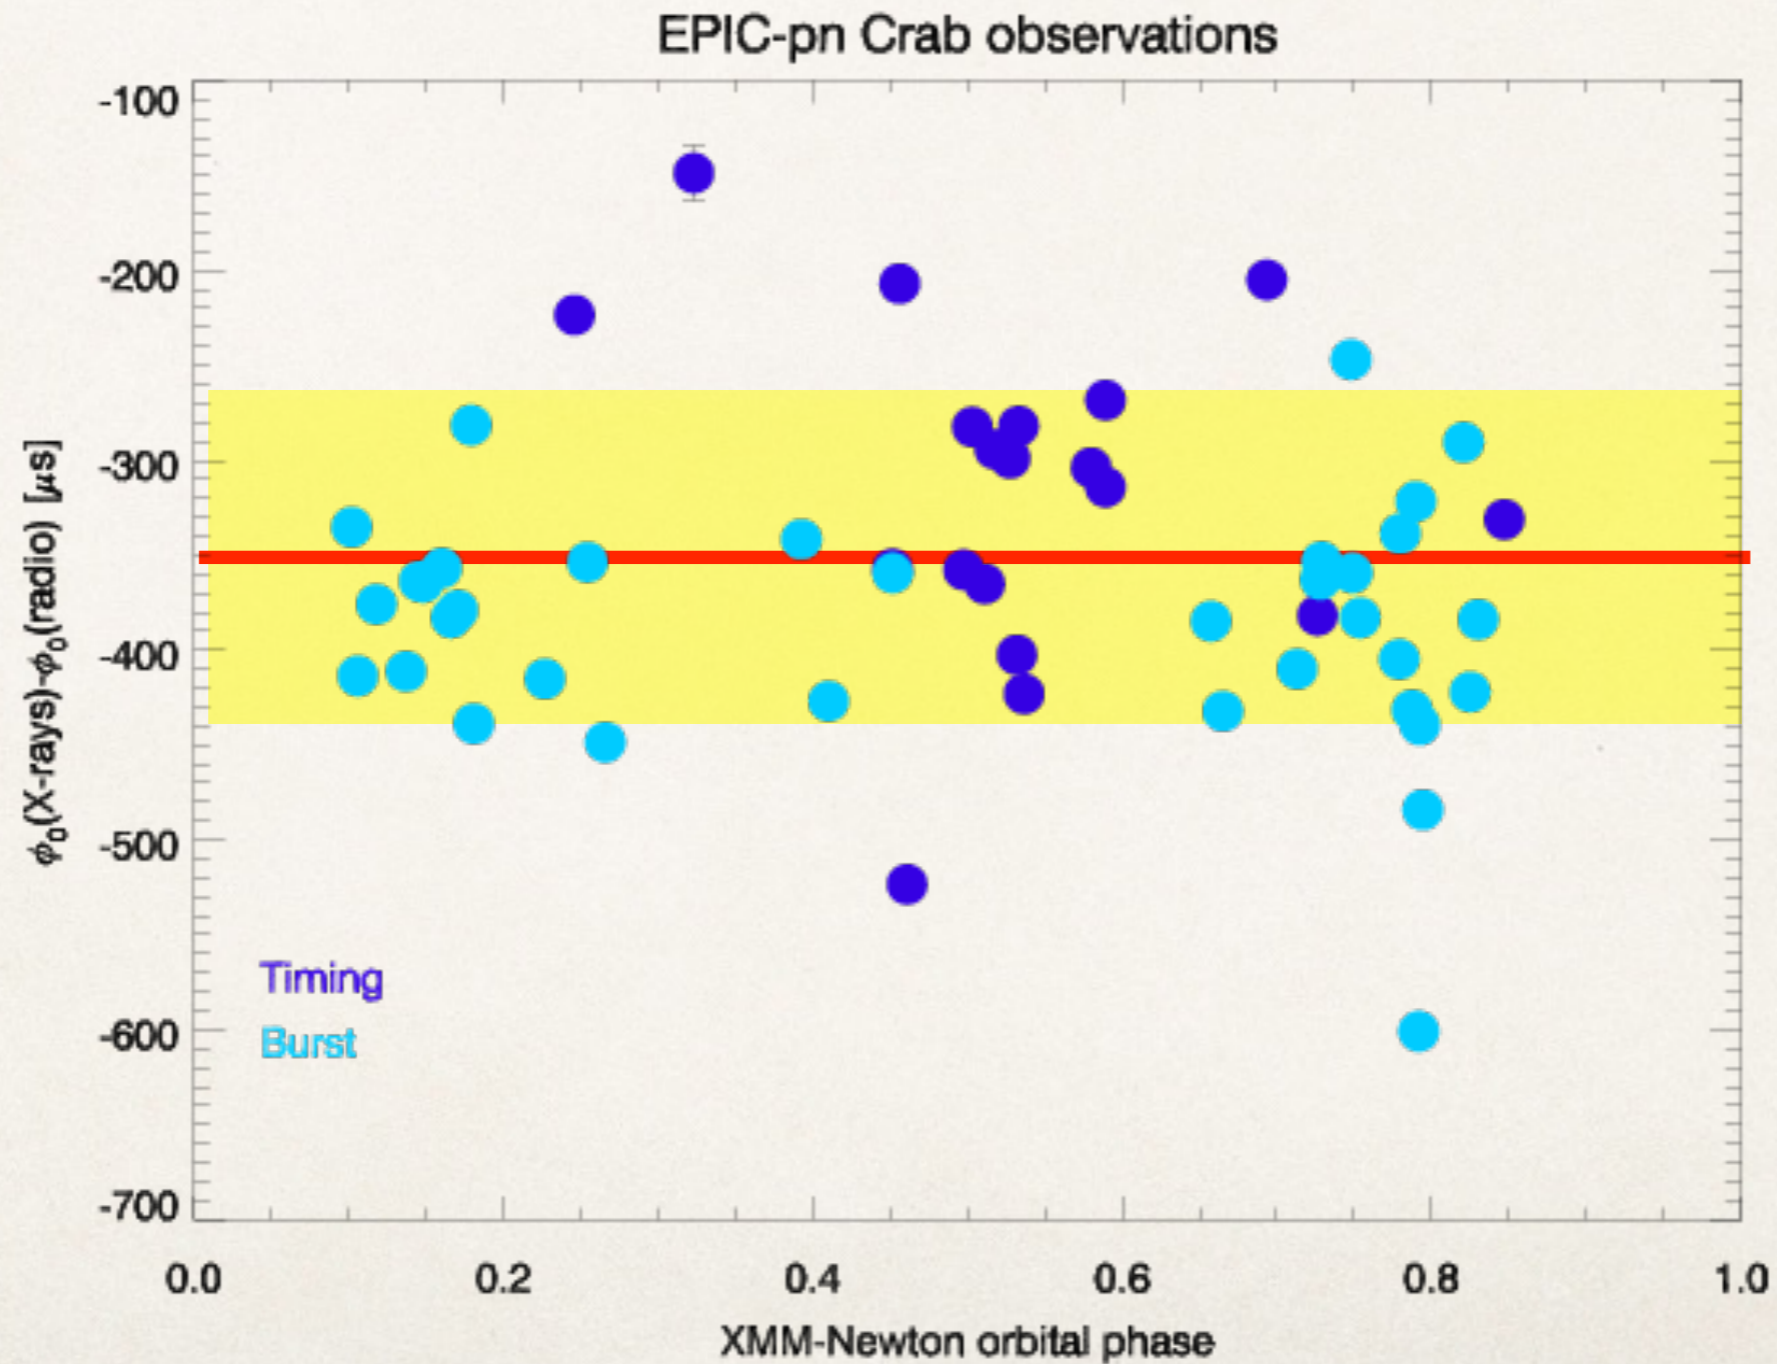 EPIC-pn Crab observations
-100
-200
-300
-400
-500
-600
-700
ϕ₀(X-rays)-ϕ₀(radio) [μs]
Timing
Burst
0.0 0.2 0.4 0.6 0.8 1.0
XMM-Newton orbital phase